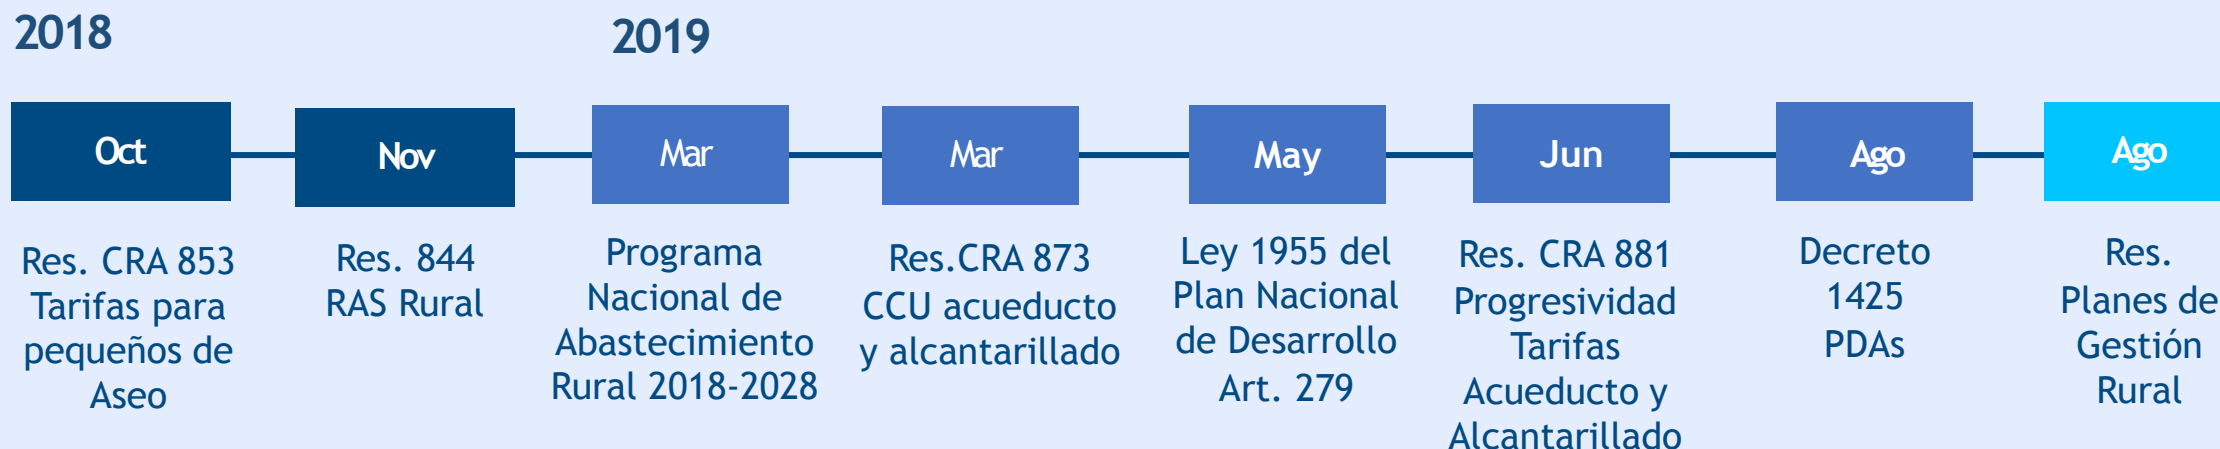 2018
2019
Oct
Nov
Mar
Mar
May
Jun
Ago
Ago
Res. CRA 853
Tarifas para
pequeños de
Aseo
Res. 844
RAS Rural
Programa
Nacional de
Abastecimiento
Rural 2018-2028
Res.CRA 873
CCU acueducto
y alcantarillado
Ley 1955 del
Plan Nacional
de Desarrollo
Art. 279
Res. CRA 881
Progresividad
Tarifas
Acueducto y
Alcantarillado
Decreto
1425
PDAs
Res.
Planes de
Gestión
Rural